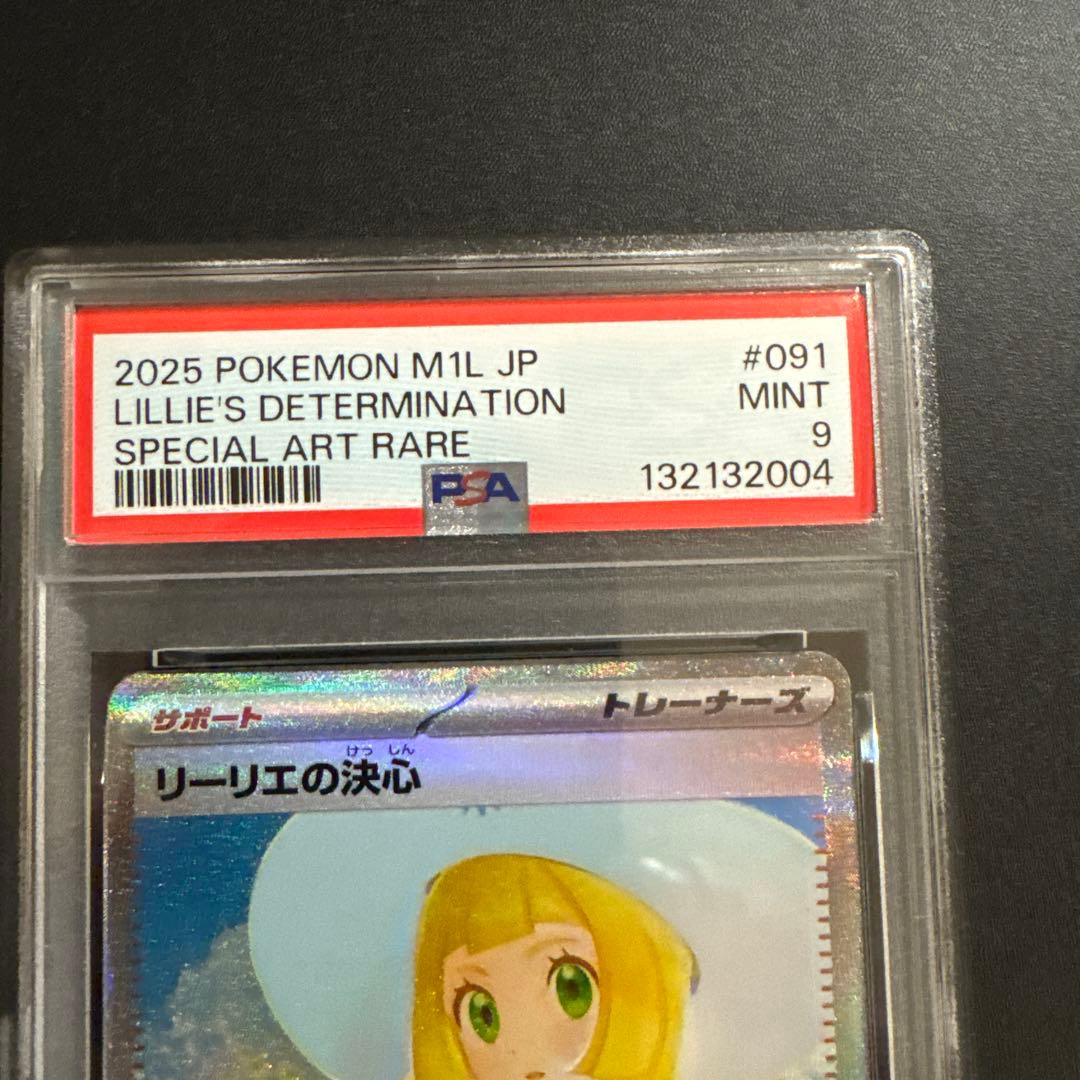 2025 POKEMON M1L JP #091
LILLIE'S DETERMINATION MINT
SPECIAL ART RARE 9
PSA 132132004
サポート トレーナーズ
けっ しん
リーリエの決心